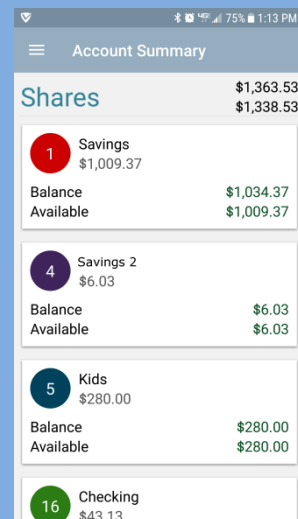 75% 1:13 PM
Account Summary
Shares $1,363.53
$1,338.53
1 Savings
$1,009.37
Balance $1,034.37
Available $1,009.37
4 Savings 2
$6.03
Balance $6.03
Available $6.03
5 Kids
$280.00
Balance $280.00
Available $280.00
16 Checking
$43.13